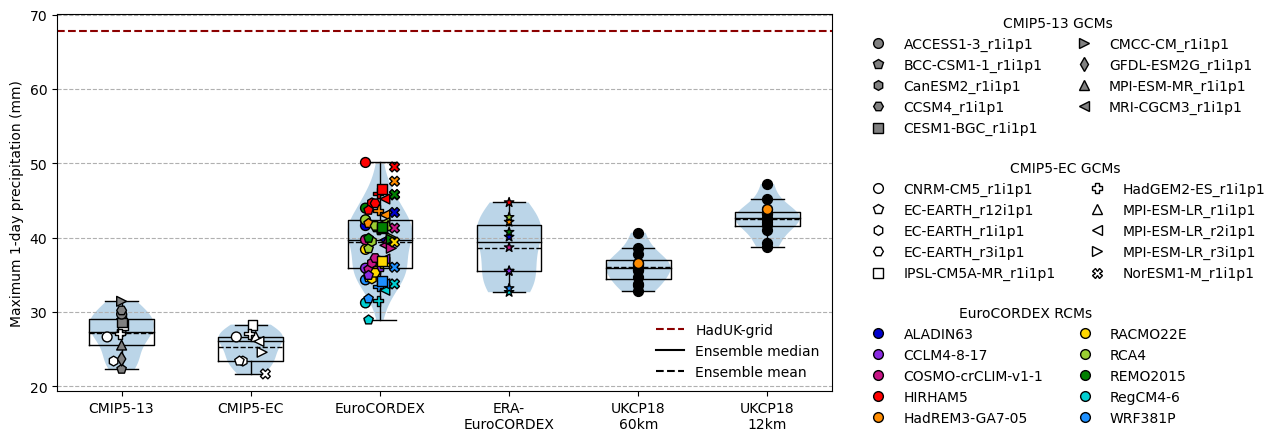 Maximum 1-day precipitation (mm)
70
60
50
40
30
20
HadUK-grid
Ensemble median
Ensemble mean
CMIP5-13
CMIP5-EC
EuroCORDEX
ERA-
EuroCORDEX
UKCP18
60km
UKCP18
12km
CMIP5-13 GCMs
ACCESS1-3_r1i1p1
BCC-CSM1-1_r1i1p1
CanESM2_r1i1p1
CCSM4_r1i1p1
CESM1-BGC_r1i1p1
CMCC-CM_r1i1p1
GFDL-ESM2G_r1i1p1
MPI-ESM-MR_r1i1p1
MRI-CGCM3_r1i1p1
CMIP5-EC GCMs
CNRM-CM5_r1i1p1
EC-EARTH_r12i1p1
EC-EARTH_r1i1p1
EC-EARTH_r3i1p1
IPSL-CM5A-MR_r1i1p1
HadGEM2-ES_r1i1p1
MPI-ESM-LR_r1i1p1
MPI-ESM-LR_r2i1p1
MPI-ESM-LR_r3i1p1
NorESM1-M_r1i1p1
EuroCORDEX RCMs
ALADIN63
CCLM4-8-17
COSMO-crCLIM-v1-1
HIRHAM5
HadREM3-GA7-05
RACMO22E
RCA4
REMO2015
RegCM4-6
WRF381P